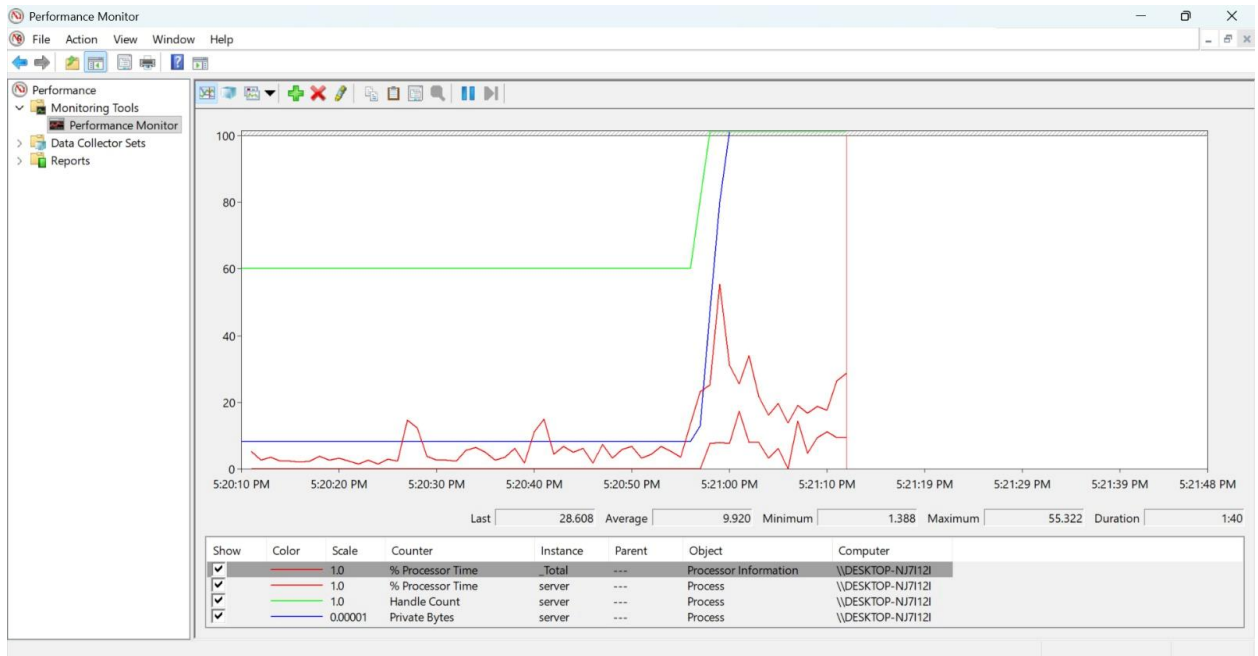 Performance Monitor
File Action View Window Help
Performance
Monitoring Tools
Performance Monitor
Data Collector Sets
Reports
100
80
60
40
20
0
5:20:10 PM 5:20:20 PM 5:20:30 PM 5:20:40 PM 5:20:50 PM 5:21:00 PM 5:21:10 PM 5:21:19 PM 5:21:29 PM 5:21:39 PM 5:21:48 PM
Last 28.608 Average 9.920 Minimum 1.388 Maximum 55.322 Duration 1:40
Show Color Scale Counter Instance Parent Object Computer
1.0 % Processor Time _Total --- Processor Information \\DESKTOP-NJ7I12I
1.0 % Processor Time server --- Process \\DESKTOP-NJ7I12I
1.0 Handle Count server --- Process \\DESKTOP-NJ7I12I
0.00001 Private Bytes server --- Process \\DESKTOP-NJ7I12I